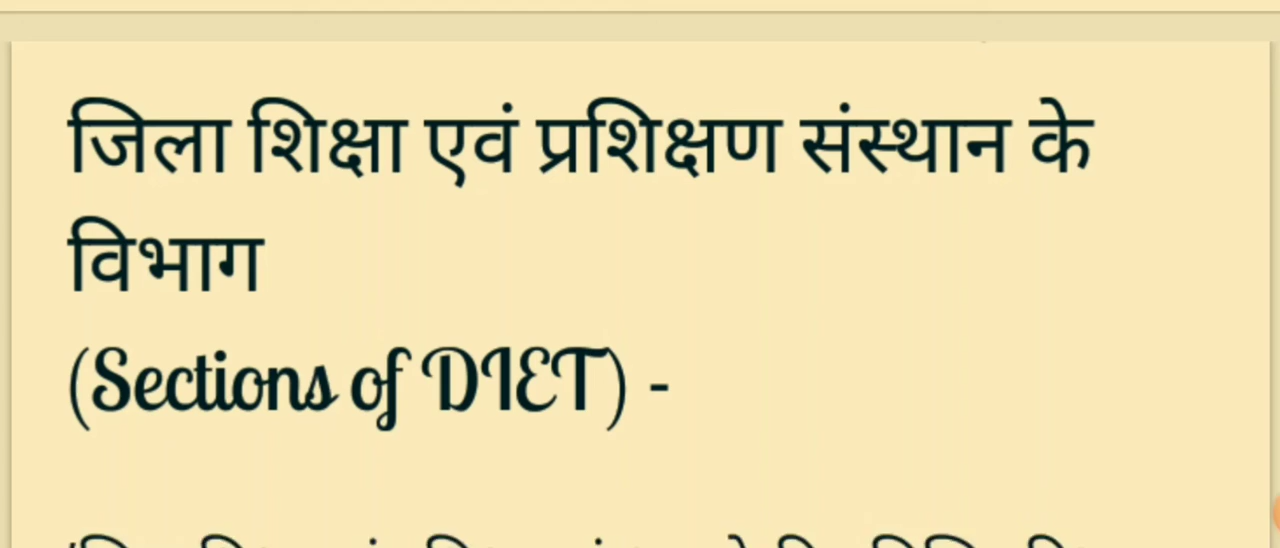 जिला शिक्षा एवं प्रशिक्षण संस्थान के
विभाग
(Sections of DIET) -